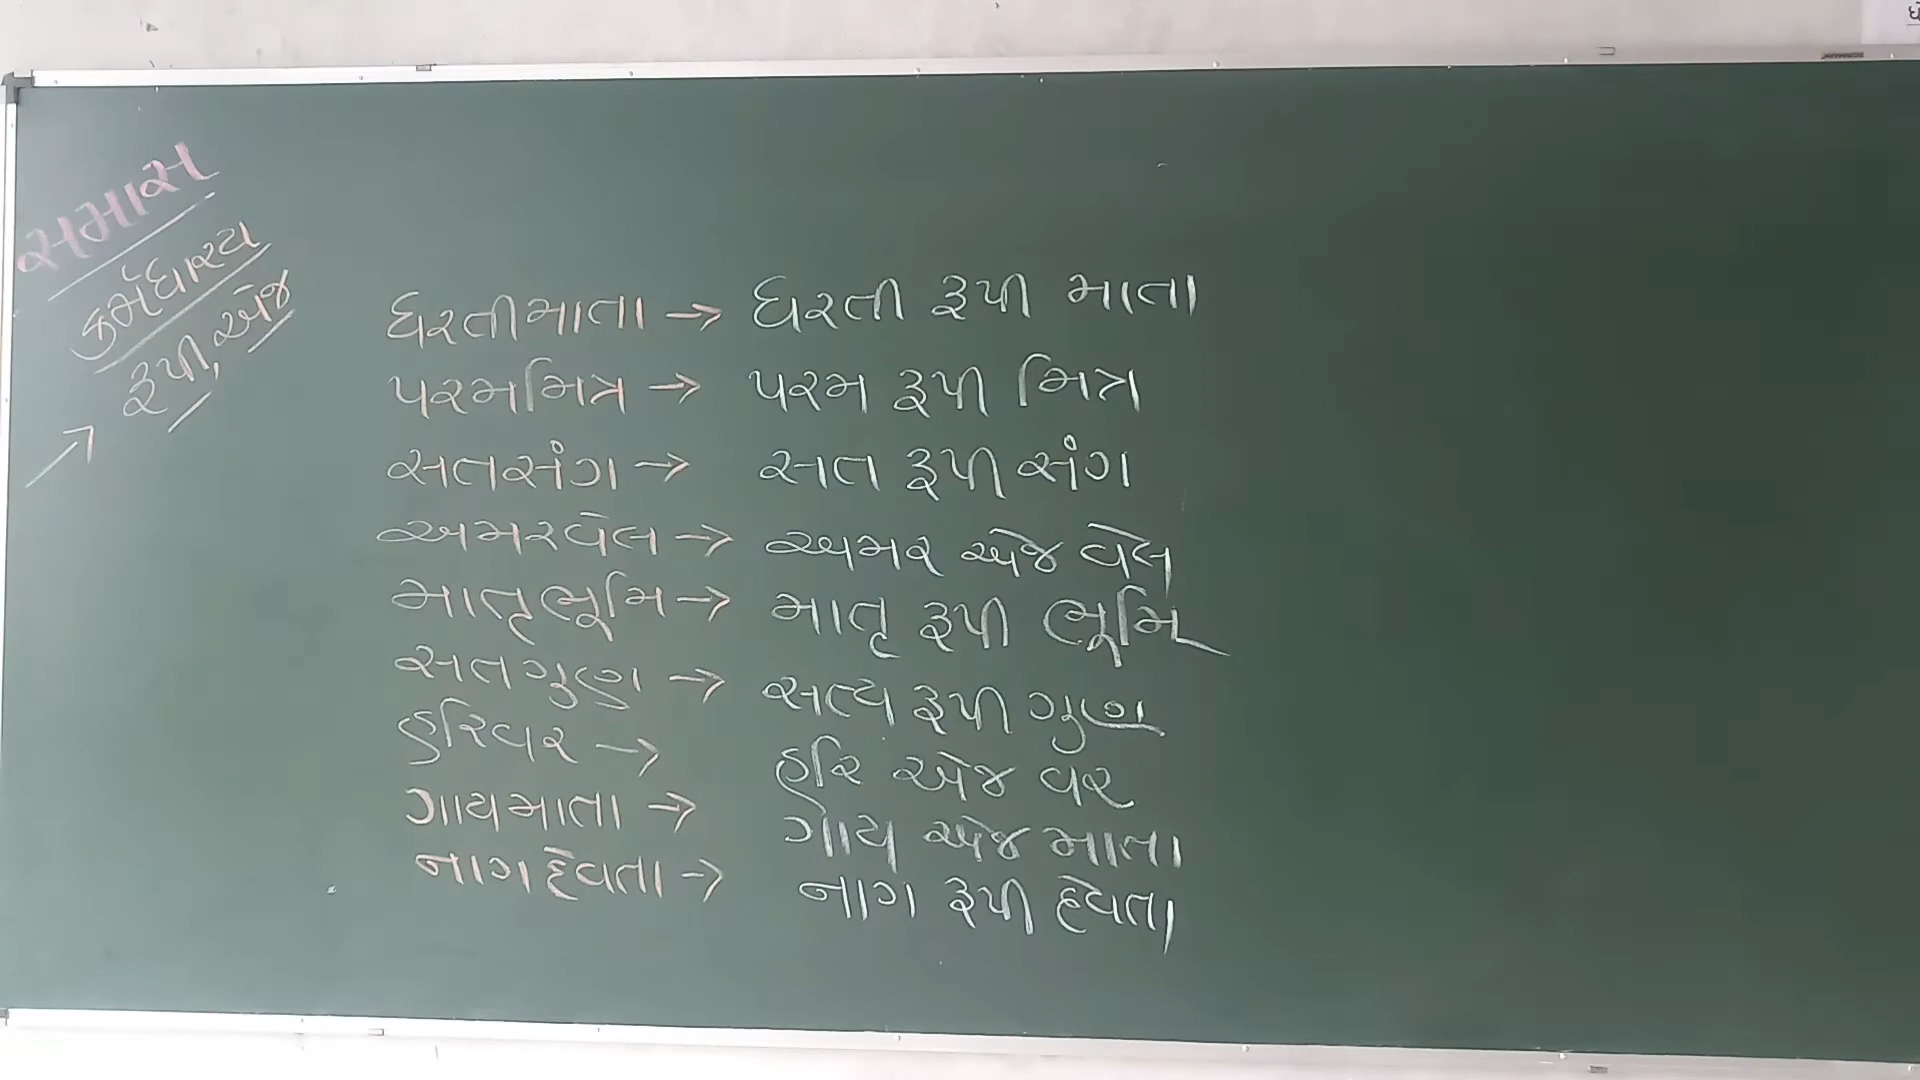 સમાસ
કર્મધારય
રૂપી, એજ
ધરતીમાતા → ધરતી રૂપી માતા
પરમમિત્ર → પરમ રૂપી મિત્ર
સતસંગ → સત રૂપી સંગ
અમરવેલ → અમર એજ વેલ
માતૃભૂમિ → માતૃ રૂપી ભૂમિ
સતગુણ → સત્ય રૂપી ગુણ
હરિવર → હરિ એજ વર
ગાયમાતા → ગાય એજ માતા
નાગદેવતા → નાગ રૂપી દેવતા